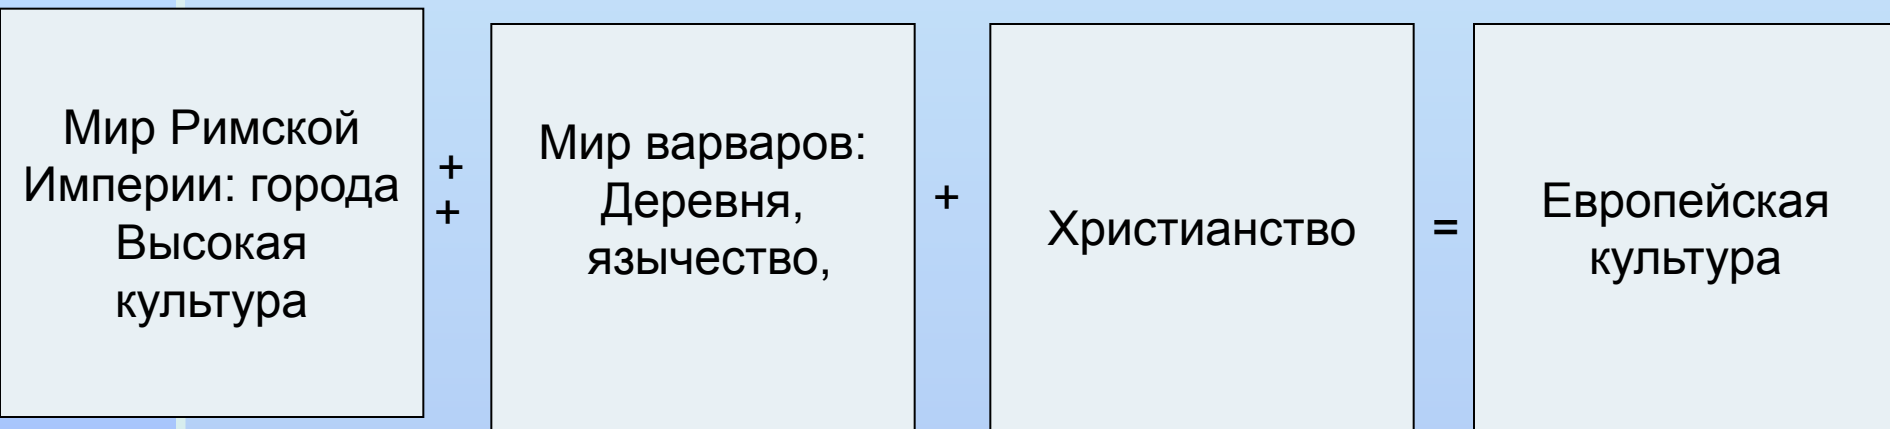 Мир Римской
Империи: города
Высокая
культура
+
+
Мир варваров:
Деревня,
язычество,
+
Христианство
=
Европейская
культура